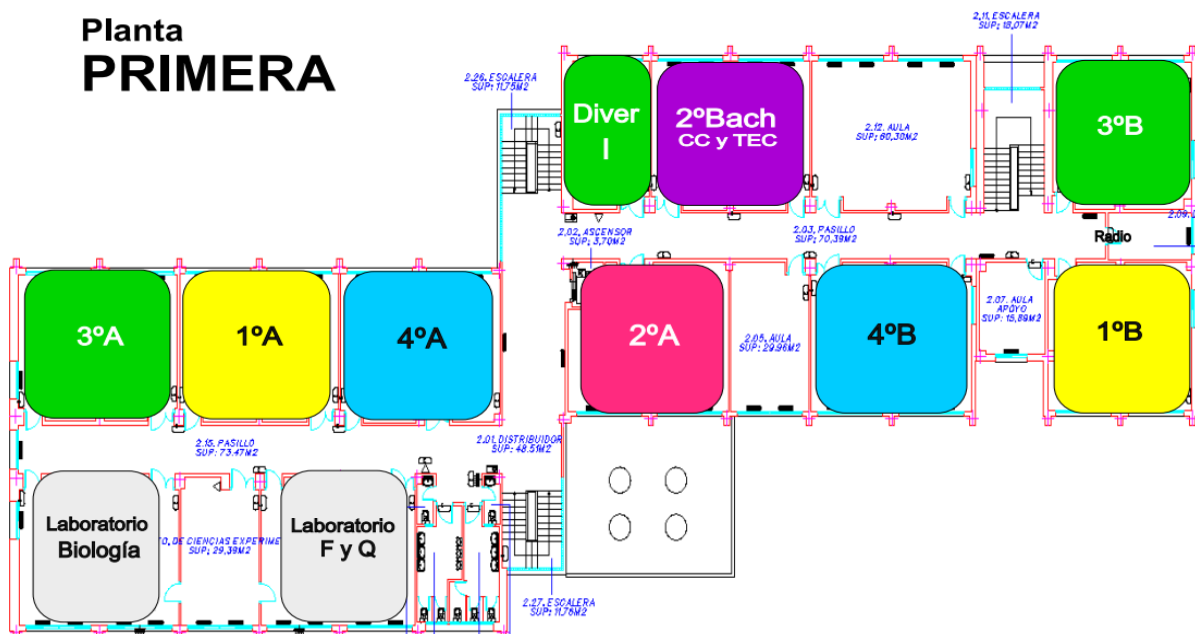 Planta
PRIMERA
2.11. ESCALERA
SUP: 18,07M2
2.26. ESCALERA
SUP: 11,75M2
Diver
I
2ºBach
CC y TEC
2.12. AULA
SUP: 60,30M2
3ºB
2.02. ASCENSOR
SUP: 3,70M2
2.03. PASILLO
SUP: 70,39M2
Radio
3ºA
1ºA
4ºA
2ºA
2.05. AULA
SUP: 29,96M2
4ºB
2.07. AULA
APOYO
SUP: 15,89M2
1ºB
2.15. PASILLO
SUP: 73.47M2
2.01. DISTRIBUIDOR
SUP: 48.51M2
Laboratorio
Biología
TO. DE CIENCIAS EXPERIME
SUP: 29,39M2
Laboratorio
F y Q
2.27. ESCALERA
SUP: 11,76M2